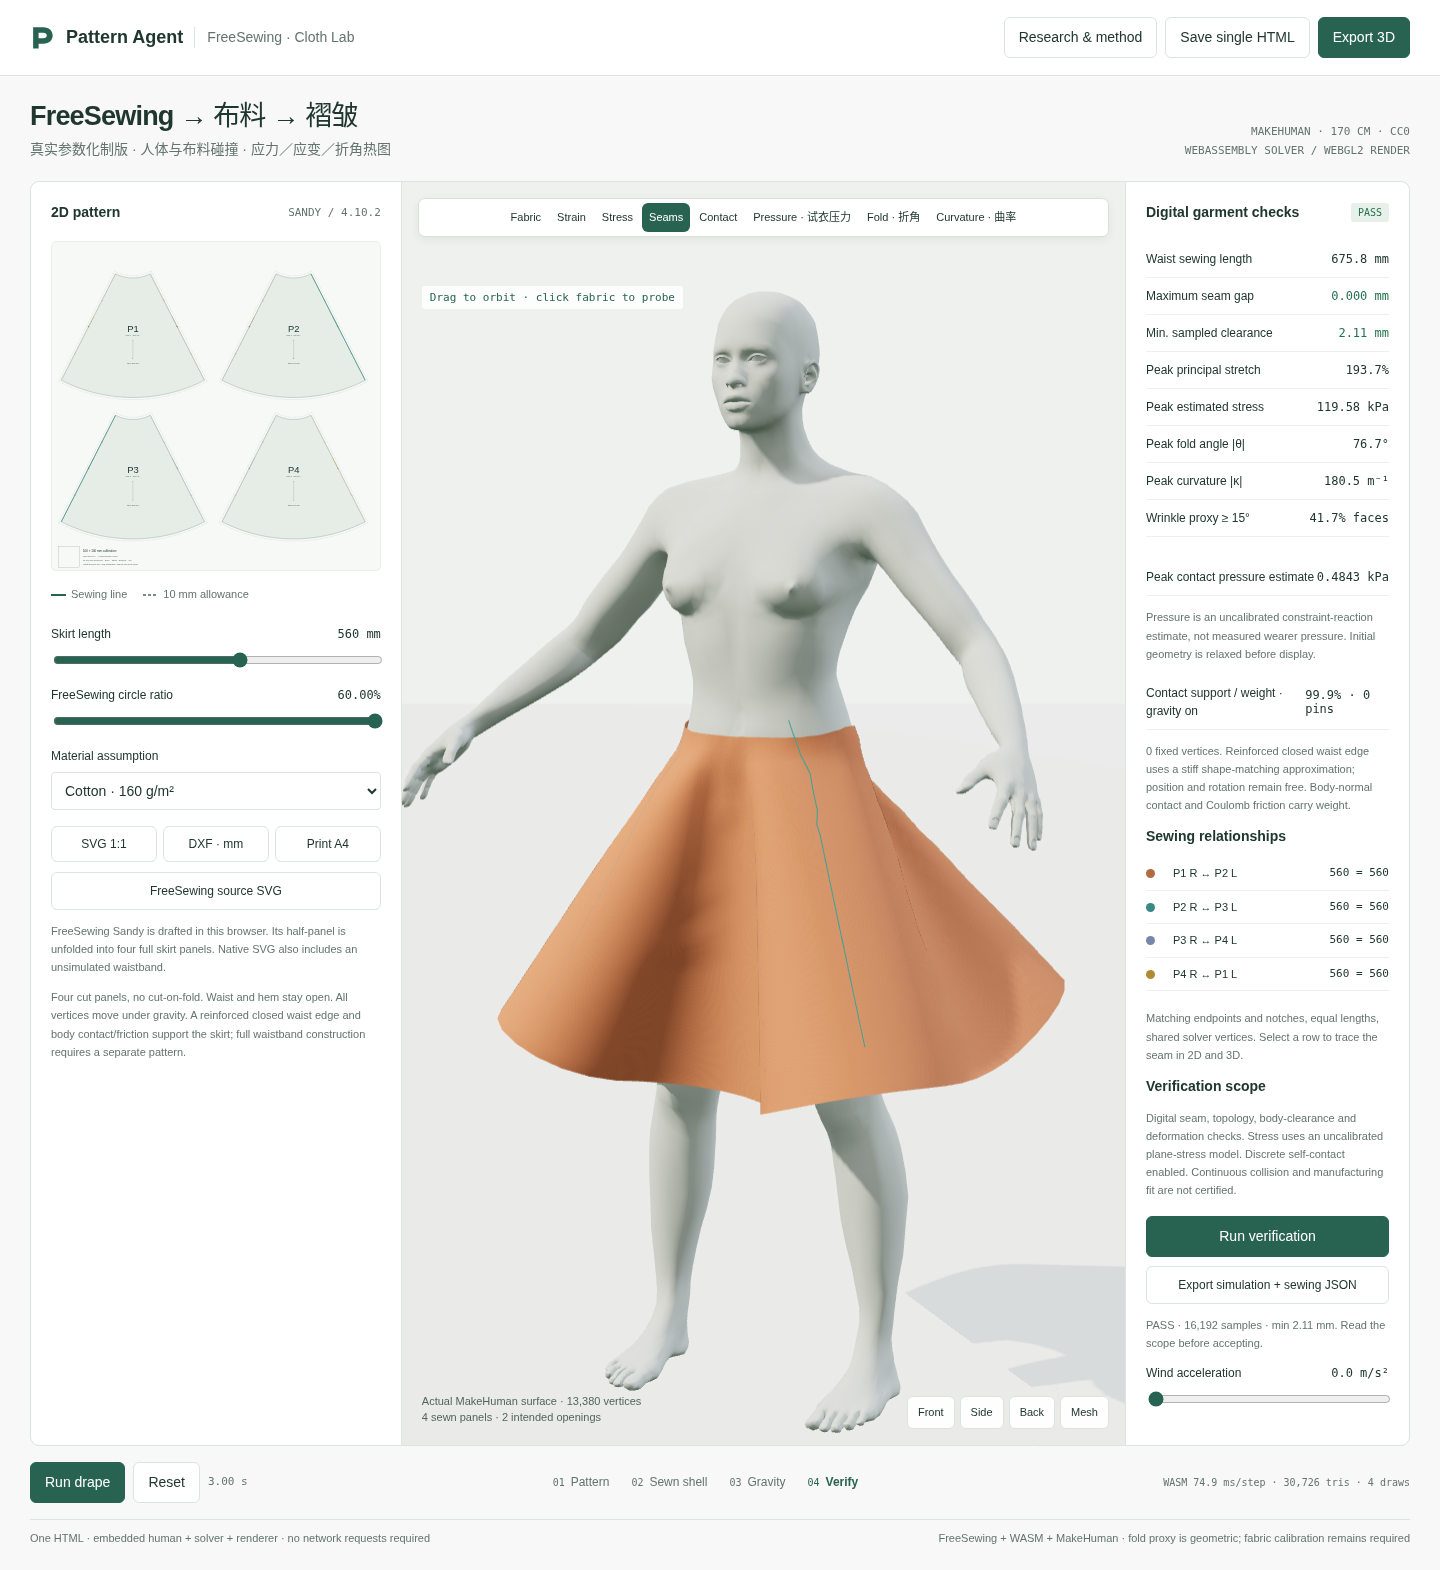 Pattern Agent
FreeSewing · Cloth Lab
Research & method
Save single HTML
Export 3D
FreeSewing → 布料 → 褶皱
真实参数化制版 · 人体与布料碰撞 · 应力／应变／折角热图
MAKEHUMAN · 170 CM · CC0
WEBASSEMBLY SOLVER / WEBGL2 RENDER
2D pattern
SANDY / 4.10.2
P1
P2
P3
P4
Sewing line
10 mm allowance
Skirt length
560 mm
FreeSewing circle ratio
60.00%
Material assumption
Cotton · 160 g/m²
SVG 1:1
DXF · mm
Print A4
FreeSewing source SVG
FreeSewing Sandy is drafted in this browser. Its half-panel is
unfolded into four full skirt panels. Native SVG also includes an
unsimulated waistband.
Four cut panels, no cut-on-fold. Waist and hem stay open. All
vertices move under gravity. A reinforced closed waist edge and
body contact/friction support the skirt; full waistband construction
requires a separate pattern.
Fabric
Strain
Stress
Seams
Contact
Pressure · 试衣压力
Fold · 折角
Curvature · 曲率
Drag to orbit · click fabric to probe
Actual MakeHuman surface · 13,380 vertices
4 sewn panels · 2 intended openings
Front
Side
Back
Mesh
Digital garment checks
PASS
Waist sewing length
675.8 mm
Maximum seam gap
0.000 mm
Min. sampled clearance
2.11 mm
Peak principal stretch
193.7%
Peak estimated stress
119.58 kPa
Peak fold angle |θ|
76.7°
Peak curvature |κ|
180.5 m⁻¹
Wrinkle proxy ≥ 15°
41.7% faces
Peak contact pressure estimate
0.4843 kPa
Pressure is an uncalibrated constraint-reaction
estimate, not measured wearer pressure. Initial
geometry is relaxed before display.
Contact support / weight ·
gravity on
99.9% · 0
pins
0 fixed vertices. Reinforced closed waist edge
uses a stiff shape-matching approximation;
position and rotation remain free. Body-normal
contact and Coulomb friction carry weight.
Sewing relationships
P1 R ↔ P2 L
560 = 560
P2 R ↔ P3 L
560 = 560
P3 R ↔ P4 L
560 = 560
P4 R ↔ P1 L
560 = 560
Matching endpoints and notches, equal lengths,
shared solver vertices. Select a row to trace the
seam in 2D and 3D.
Verification scope
Digital seam, topology, body-clearance and
deformation checks. Stress uses an uncalibrated
plane-stress model. Discrete self-contact
enabled. Continuous collision and manufacturing
fit are not certified.
Run verification
Export simulation + sewing JSON
PASS · 16,192 samples · min 2.11 mm. Read the
scope before accepting.
Wind acceleration
0.0 m/s²
Run drape
Reset
3.00 s
01 Pattern
02 Sewn shell
03 Gravity
04 Verify
WASM 74.9 ms/step · 30,726 tris · 4 draws
One HTML · embedded human + solver + renderer · no network requests required
FreeSewing + WASM + MakeHuman · fold proxy is geometric; fabric calibration remains required